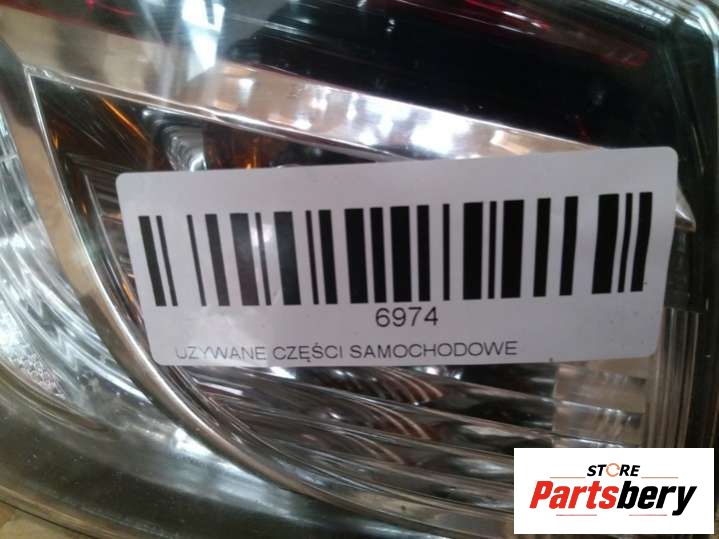 6974
UZYWANE CZĘŚCI SAMOCHODOWE
STORE
Partsbery